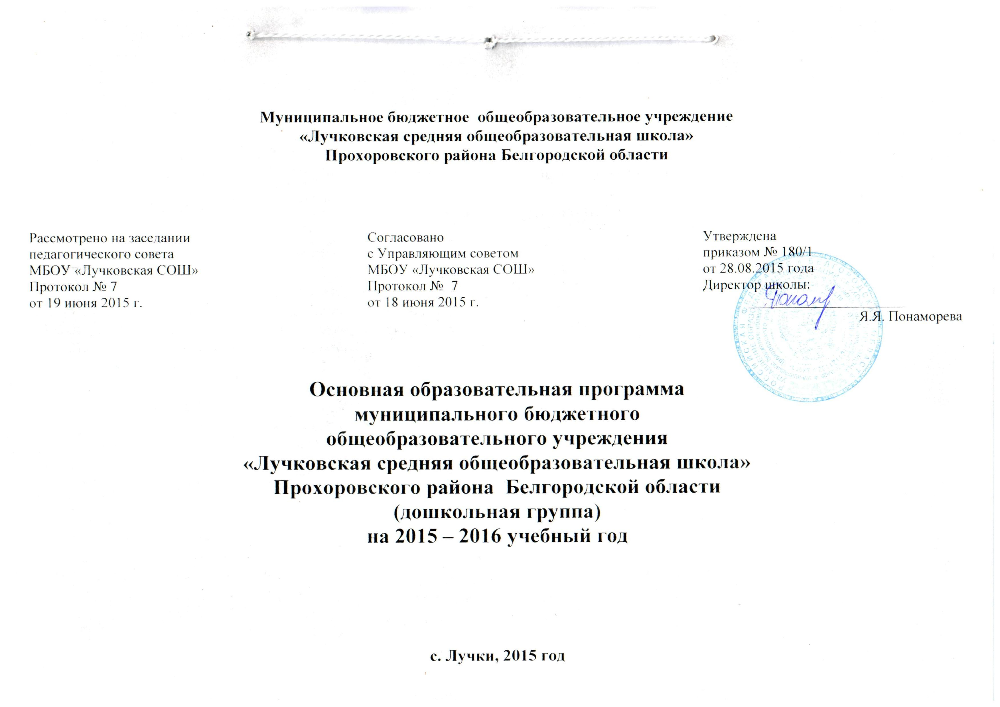 Муниципальное бюджетное общеобразовательное учреждение
«Лучковская средняя общеобразовательная школа»
Прохоровского района Белгородской области
Рассмотрено на заседании
педагогического совета
МБОУ «Лучковская СОШ»
Протокол № 7
от 19 июня 2015 г.
Согласовано
с Управляющим советом
МБОУ «Лучковская СОШ»
Протокол № 7
от 18 июня 2015 г.
Утверждена
приказом № 180/1
от 28.08.2015 года
Директор школы:
Я.Я. Понаморева
РОССИЙСКАЯ ФЕДЕРАЦИЯ БЕЛГОРОДСКАЯ ОБЛАСТЬ
Основная образовательная программа
муниципального бюджетного
общеобразовательного учреждения
«Лучковская средняя общеобразовательная школа»
Прохоровского района Белгородской области
(дошкольная группа)
на 2015 – 2016 учебный год
с. Лучки, 2015 год